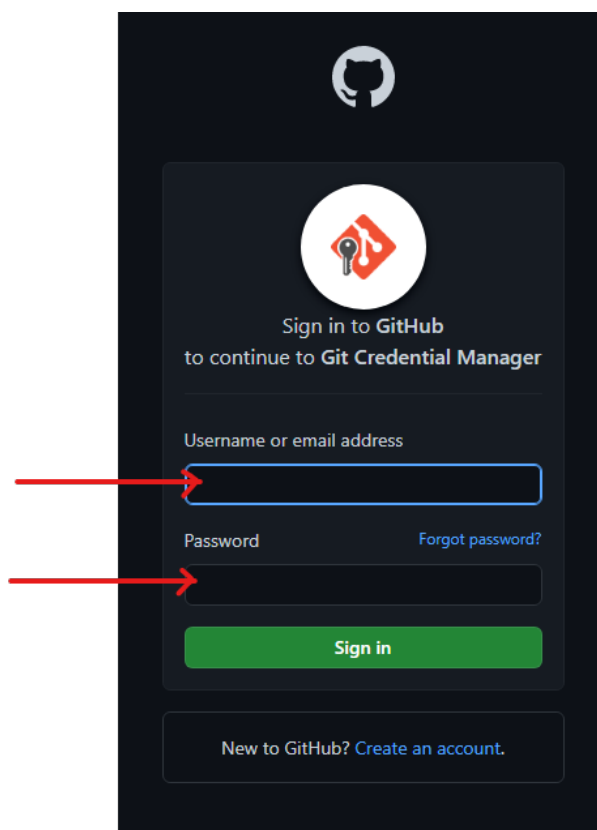 Sign in to GitHub
to continue to Git Credential Manager
Username or email address
Password Forgot password?
Sign in
New to GitHub? Create an account.